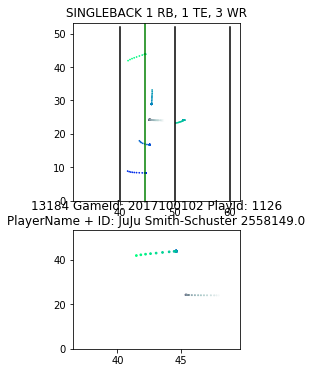 SINGLEBACK 1 RB, 1 TE, 3 WR
50
40
30
20
10
0
40 50 60
13184 GameId: 2017100102 PlayId: 1126
PlayerName + ID: JuJu Smith-Schuster 2558149.0
40
20
0
40 45